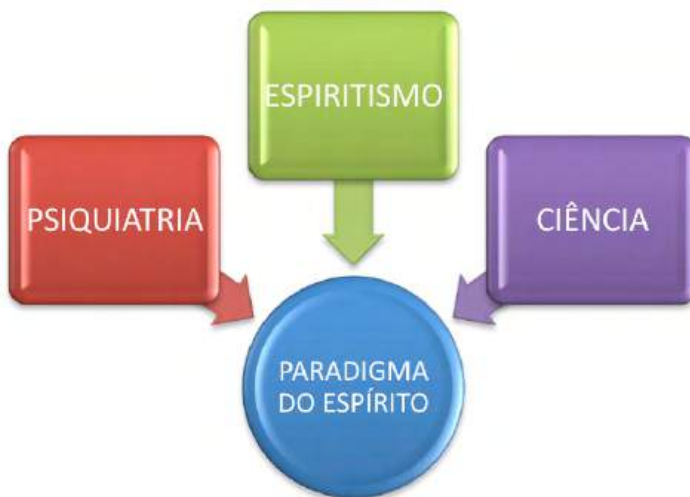 ESPIRITISMO
PSIQUIATRIA
CIÊNCIA
PARADIGMA
DO ESPÍRITO